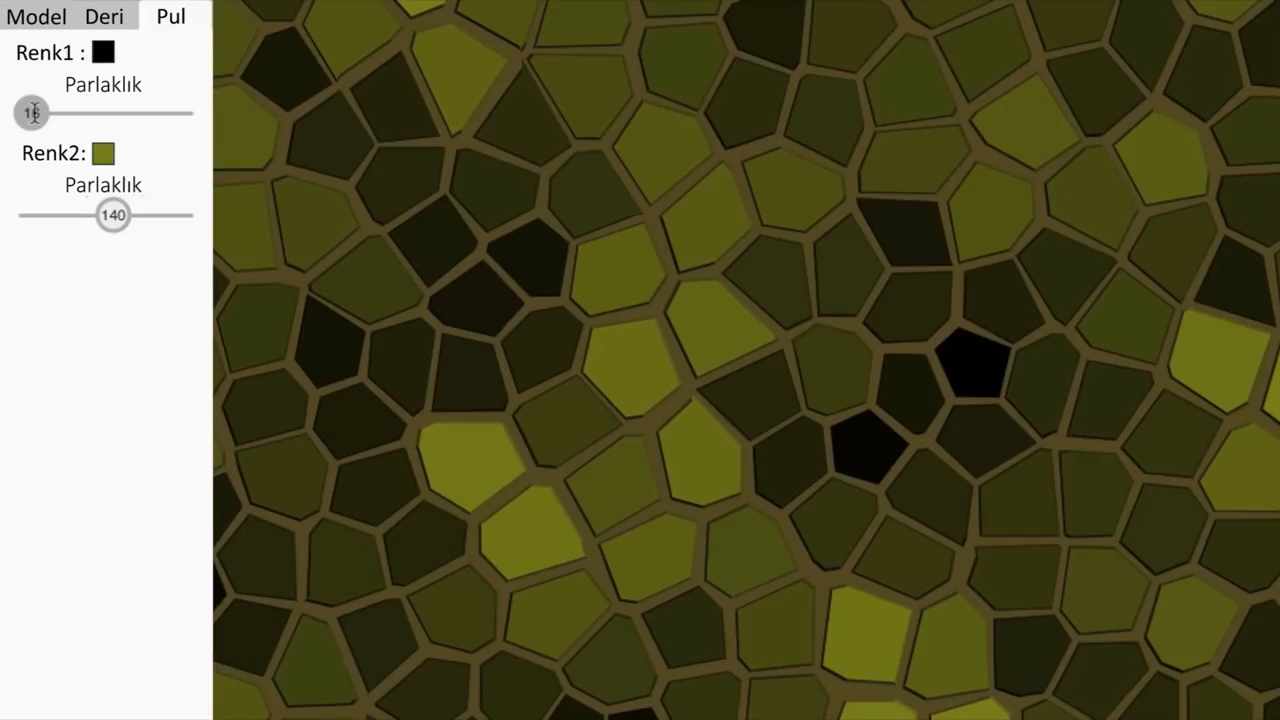 Model Deri Pul
Renk1 :
Parlaklık
Renk2:
Parlaklık
140